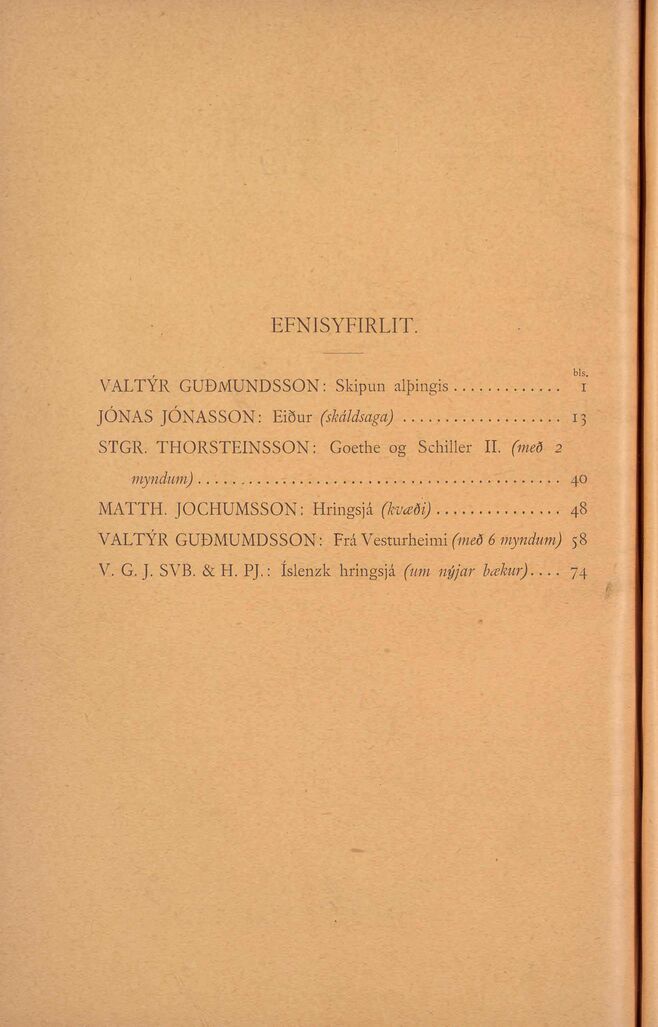 EFNISYFIRLIT.
bls.
VALTÝR GUÐMUNDSSON: Skipun alþingis ............. 1
JÓNAS JÓNASSON: Eiður (skáldsaga) ................... 13
STGR. THORSTEINSSON: Goethe og Schiller II. (með 2
myndum) ........................................... 40
MATTH. JOCHUMSSON: Hringsjá (kvæði) ............... 48
VALTÝR GUÐMUMDSSON: Frá Vesturheimi (með 6 myndum) 58
V. G. J. SVB. & H. PJ.: Íslenzk hringsjá (um nýjar bækur) .... 74